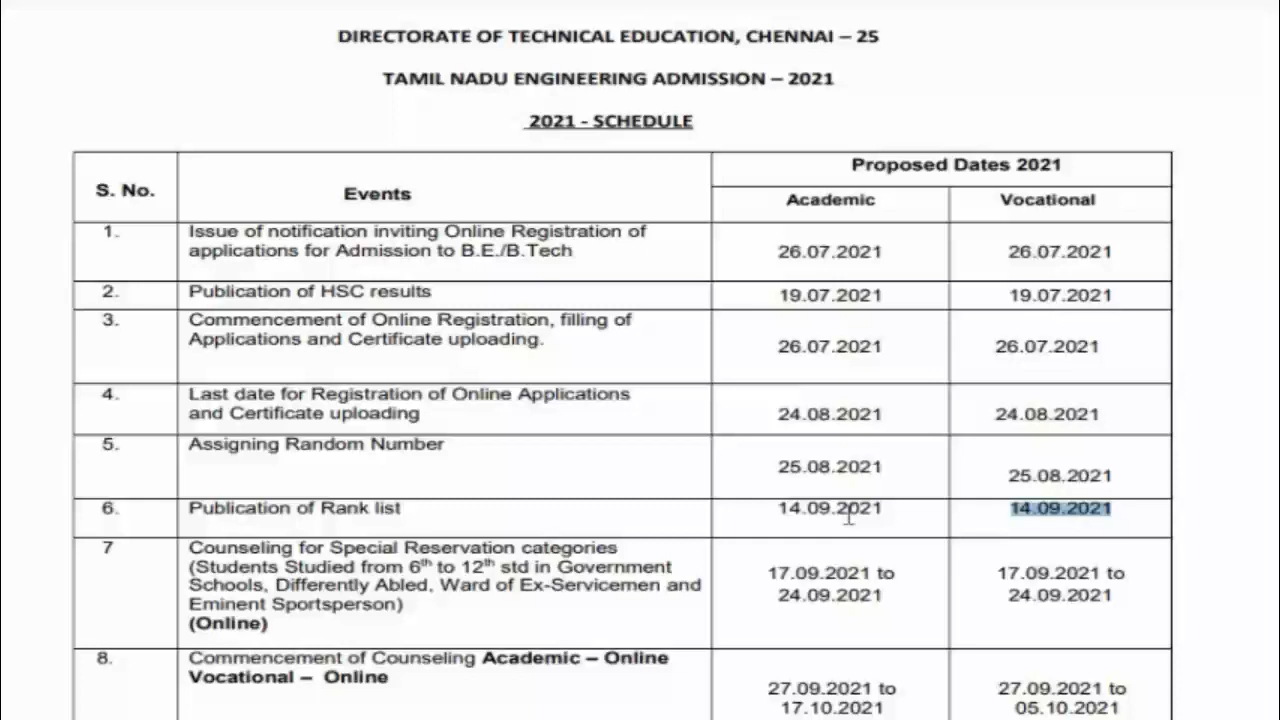 DIRECTORATE OF TECHNICAL EDUCATION, CHENNAI – 25
TAMIL NADU ENGINEERING ADMISSION – 2021
2021 - SCHEDULE
S. No.
Events
Proposed Dates 2021
Academic
Vocational
1.
Issue of notification inviting Online Registration of
applications for Admission to B.E./B.Tech
26.07.2021
26.07.2021
2.
Publication of HSC results
19.07.2021
19.07.2021
3.
Commencement of Online Registration, filling of
Applications and Certificate uploading.
26.07.2021
26.07.2021
4.
Last date for Registration of Online Applications
and Certificate uploading
24.08.2021
24.08.2021
5.
Assigning Random Number
25.08.2021
25.08.2021
6.
Publication of Rank list
14.09.2021
14.09.2021
7
Counseling for Special Reservation categories
(Students Studied from 6th to 12th std in Government
Schools, Differently Abled, Ward of Ex-Servicemen and
Eminent Sportsperson)
(Online)
17.09.2021 to
24.09.2021
17.09.2021 to
24.09.2021
8.
Commencement of Counseling Academic – Online
Vocational – Online
27.09.2021 to
17.10.2021
27.09.2021 to
05.10.2021